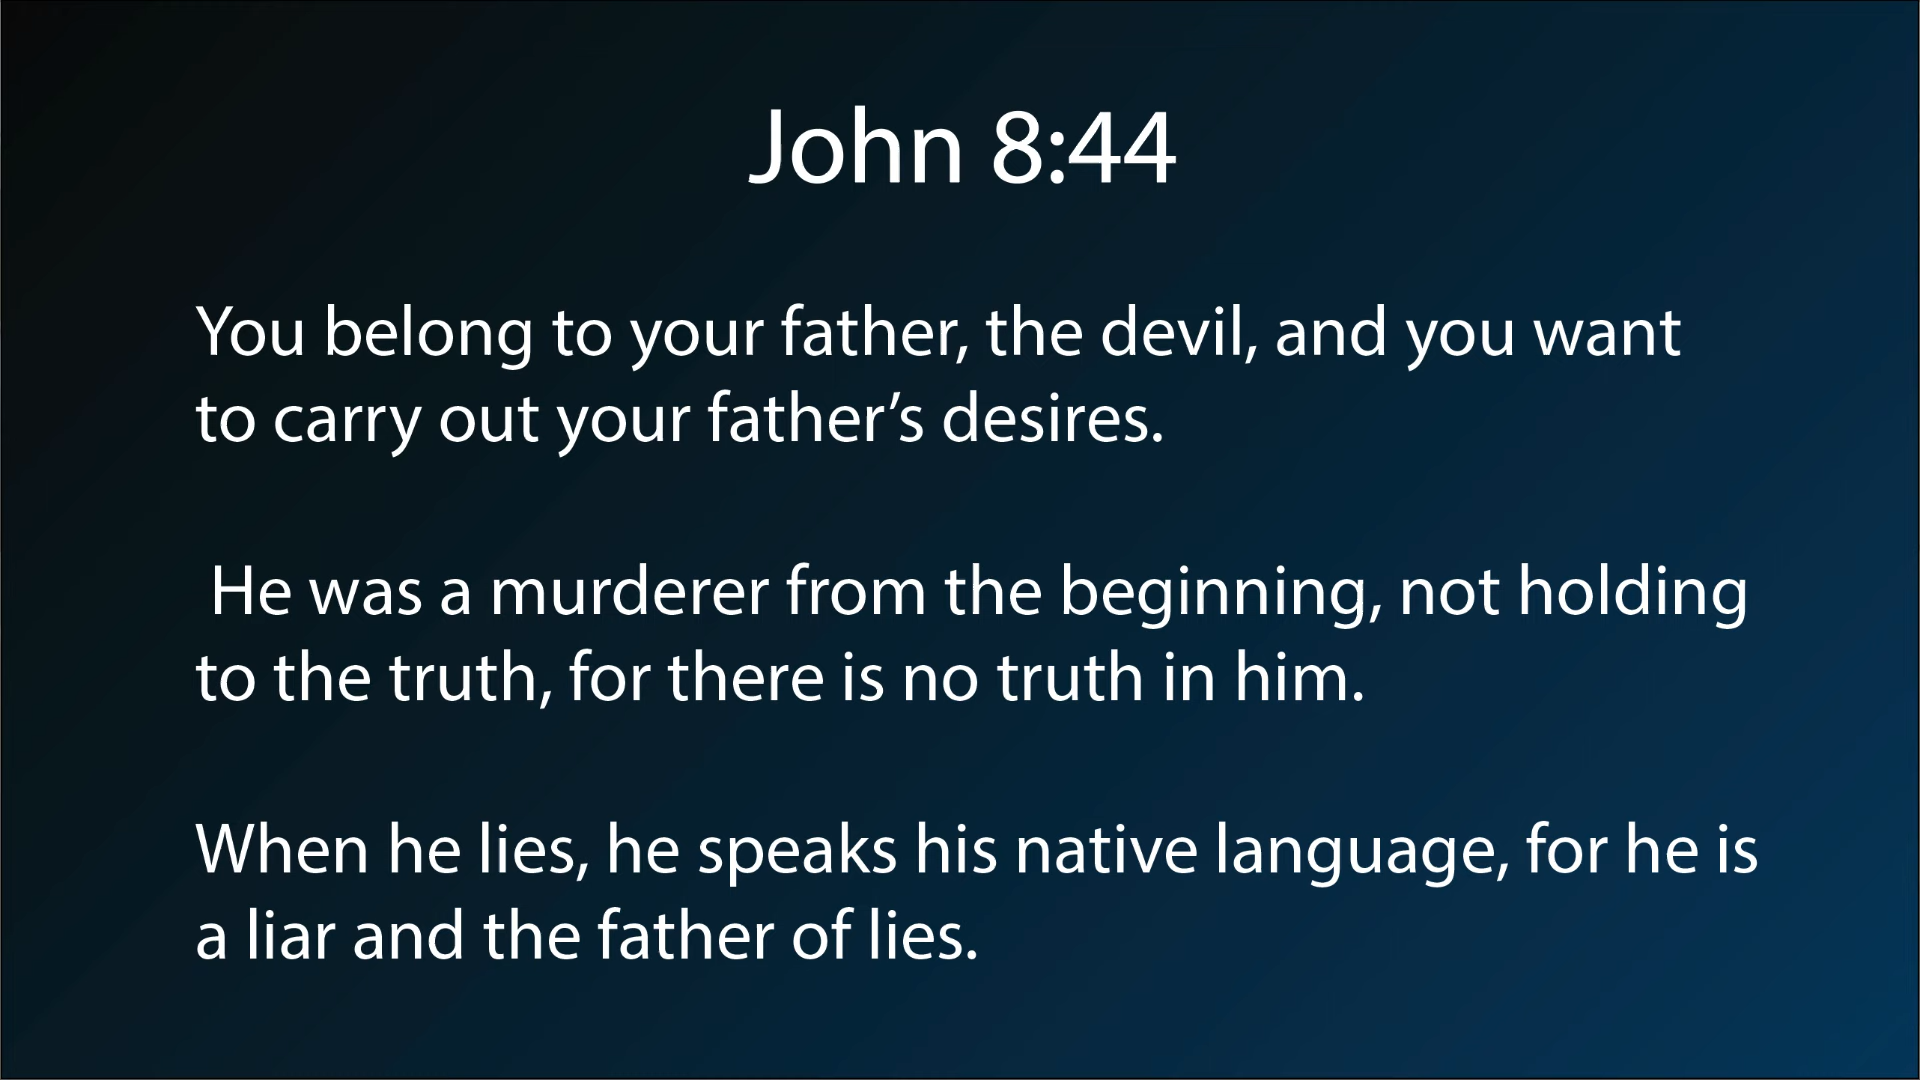 John 8:44
You belong to your father, the devil, and you want
to carry out your father’s desires.
He was a murderer from the beginning, not holding
to the truth, for there is no truth in him.
When he lies, he speaks his native language, for he is
a liar and the father of lies.